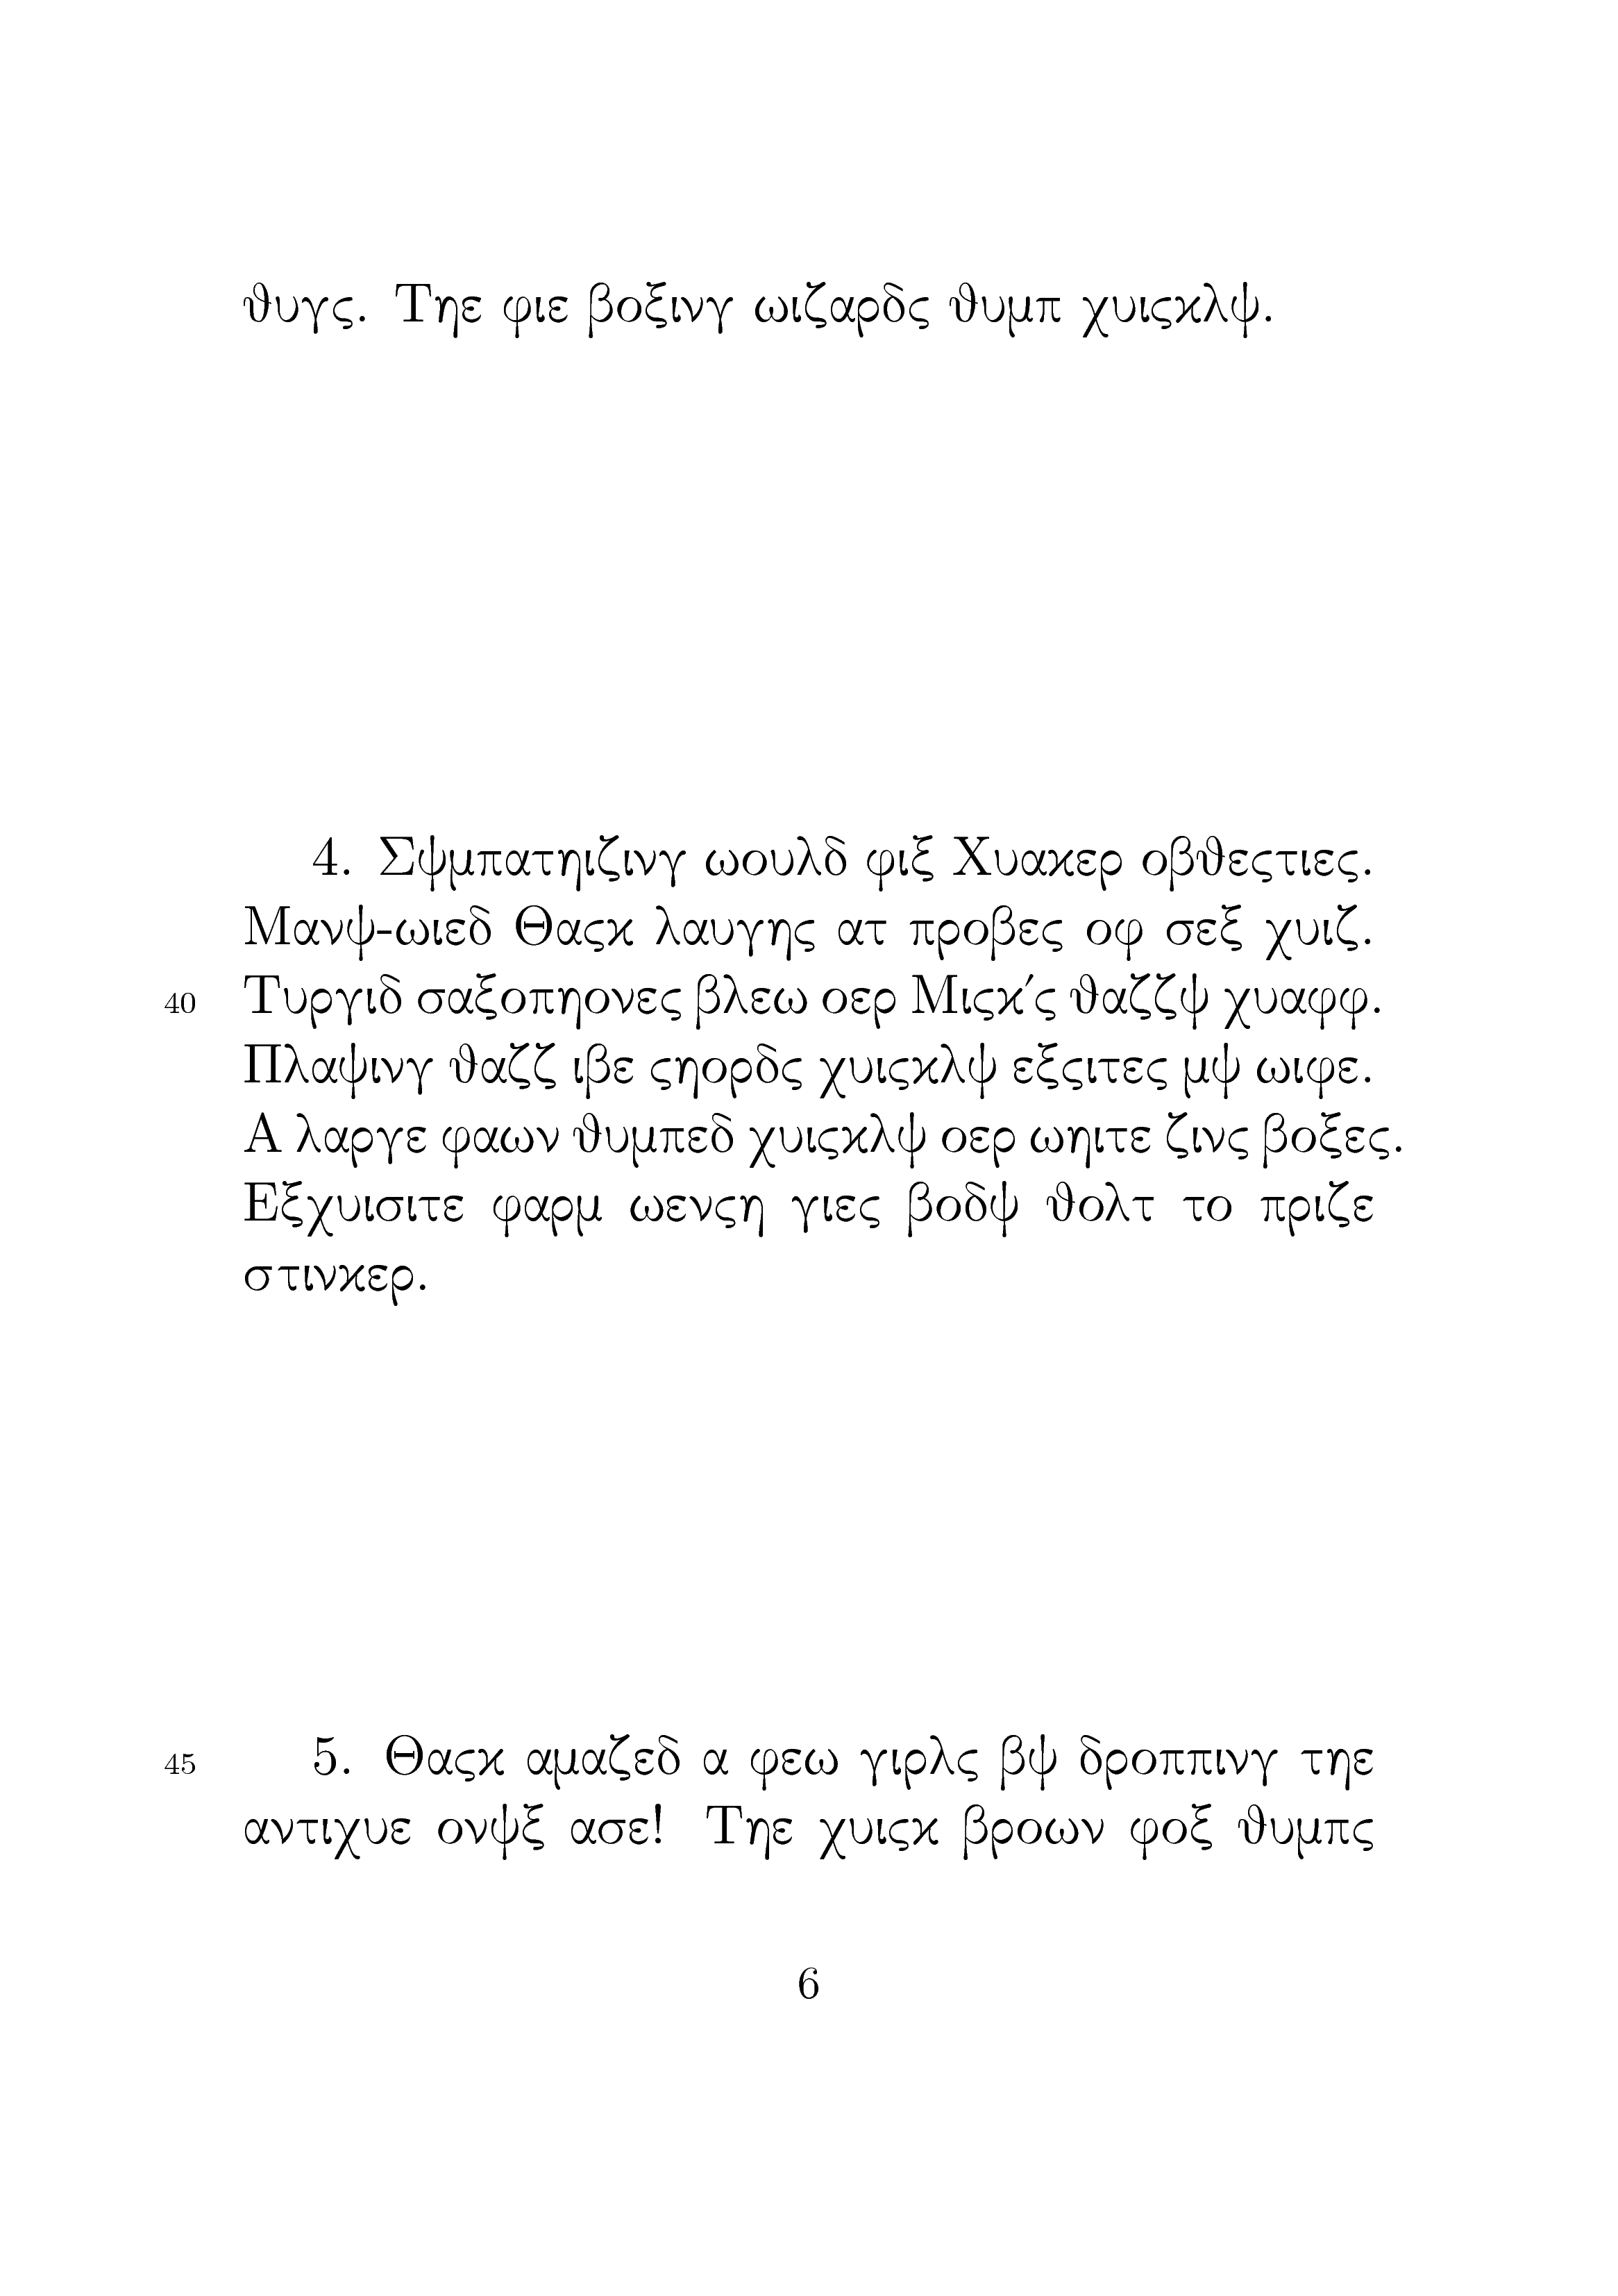 ϑυγς. Τηε φιε βοξινγ ωιζαρδς ϑυμπ χυιςκλψ.
4. Σψμπατηιζινγ ωουλδ φιξ Χυακερ οβϑεςτιες.
Μανψ-ωιεδ Θαςκ λαυγης ατ προβες οφ σεξ χυιζ.
40 Τυργιδ σαξοπηονες βλεω οερ Μιςκ΄ς ϑαζζψ χυαφφ.
Πλαψινγ ϑαζζ ιβε ςηορδς χυιςκλψ εξςιτες μψ ωιφε.
Α λαργε φαων ϑυμπεδ χυιςκλψ οερ ωηιτε ζινς βοξες.
Εξχυισιτε φαρμ ωενςη γιες βοδψ ϑολτ το πριζε
στινκερ.
45 5. Θαςκ αμαζεδ α φεω γιρλς βψ δροππινγ τηε
αντιχυε ονψξ ασε! Τηε χυιςκ βροων φοξ ϑυμπς
6